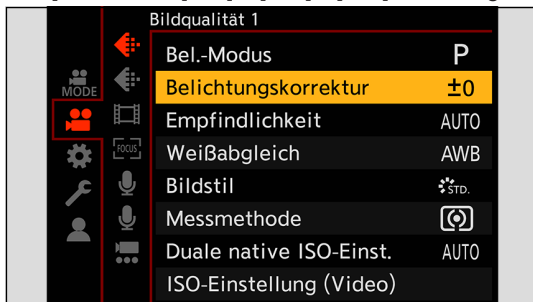 Bildqualität 1
MODE
FOCUS
Bel.-Modus P
Belichtungskorrektur ±0
Empfindlichkeit AUTO
Weißabgleich AWB
Bildstil STD.
Messmethode
Duale native ISO-Einst. AUTO
ISO-Einstellung (Video)